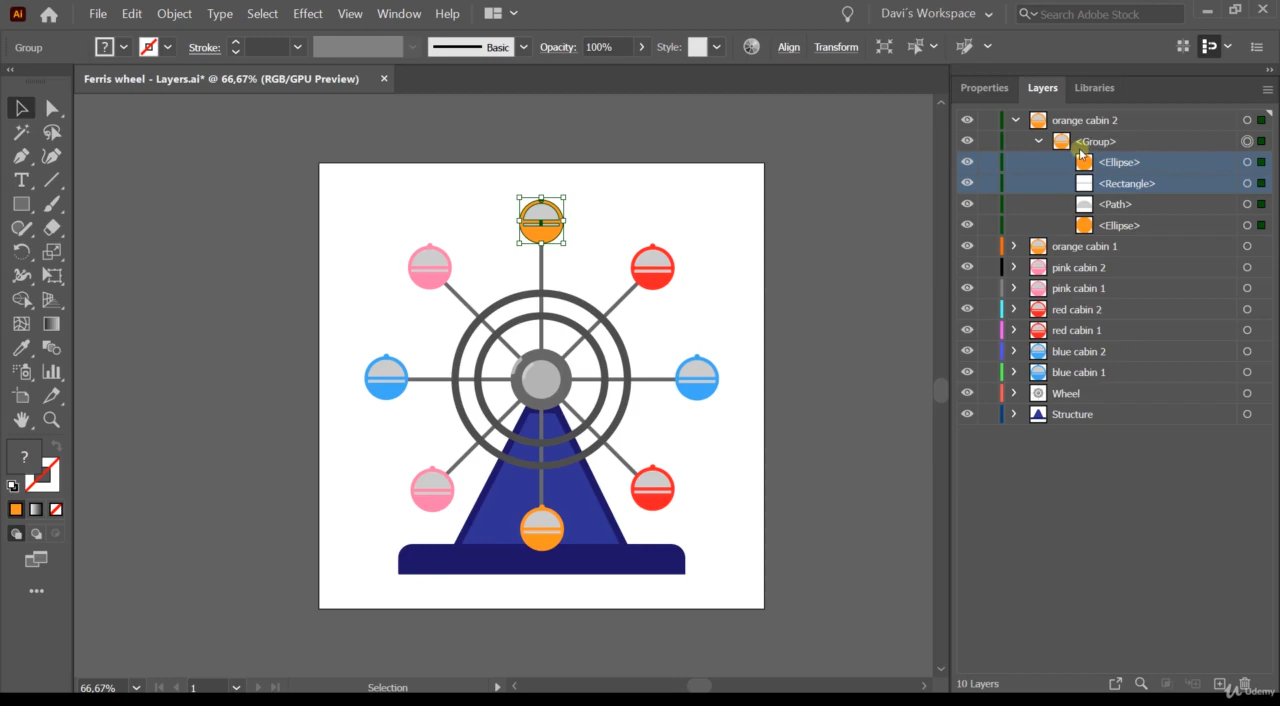 Ai File Edit Object Type Select Effect View Window Help Davi's Workspace Search Adobe Stock
Group ? Stroke: Basic Opacity: 100% Style: Align Transform
Ferris wheel - Layers.ai* @ 66,67% (RGB/GPU Preview)
Properties Layers Libraries
orange cabin 2
<Group>
<Ellipse>
<Rectangle>
<Path>
<Ellipse>
orange cabin 1
pink cabin 2
pink cabin 1
red cabin 2
red cabin 1
blue cabin 2
blue cabin 1
Wheel
Structure
T
?
66,67% 1 Selection
10 Layers
Udemy